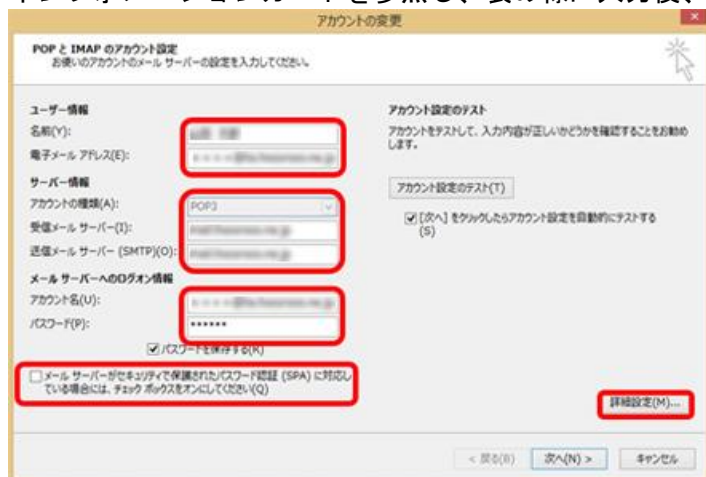 アカウントの変更
POP と IMAP のアカウント設定
お使いのアカウントのメール サーバーの設定を入力してください。
ユーザー情報
名前(Y):
電子メール アドレス(E):
サーバー情報
アカウントの種類(A):
POP3
受信メール サーバー(I):
送信メール サーバー (SMTP)(O):
メール サーバーへのログオン情報
アカウント名(U):
パスワード(P):
******
パスワードを保存する(R)
メール サーバーがセキュリティで保護されたパスワード認証 (SPA) に対応し
ている場合には、チェック ボックスをオンにしてください(Q)
アカウント設定のテスト
アカウントをテストして、入力内容が正しいかどうかを確認することをお勧め
します。
アカウント設定のテスト(T)
[次へ] をクリックしたらアカウント設定を自動的にテストする
(S)
詳細設定(M)...
< 戻る(B)
次へ(N) >
キャンセル